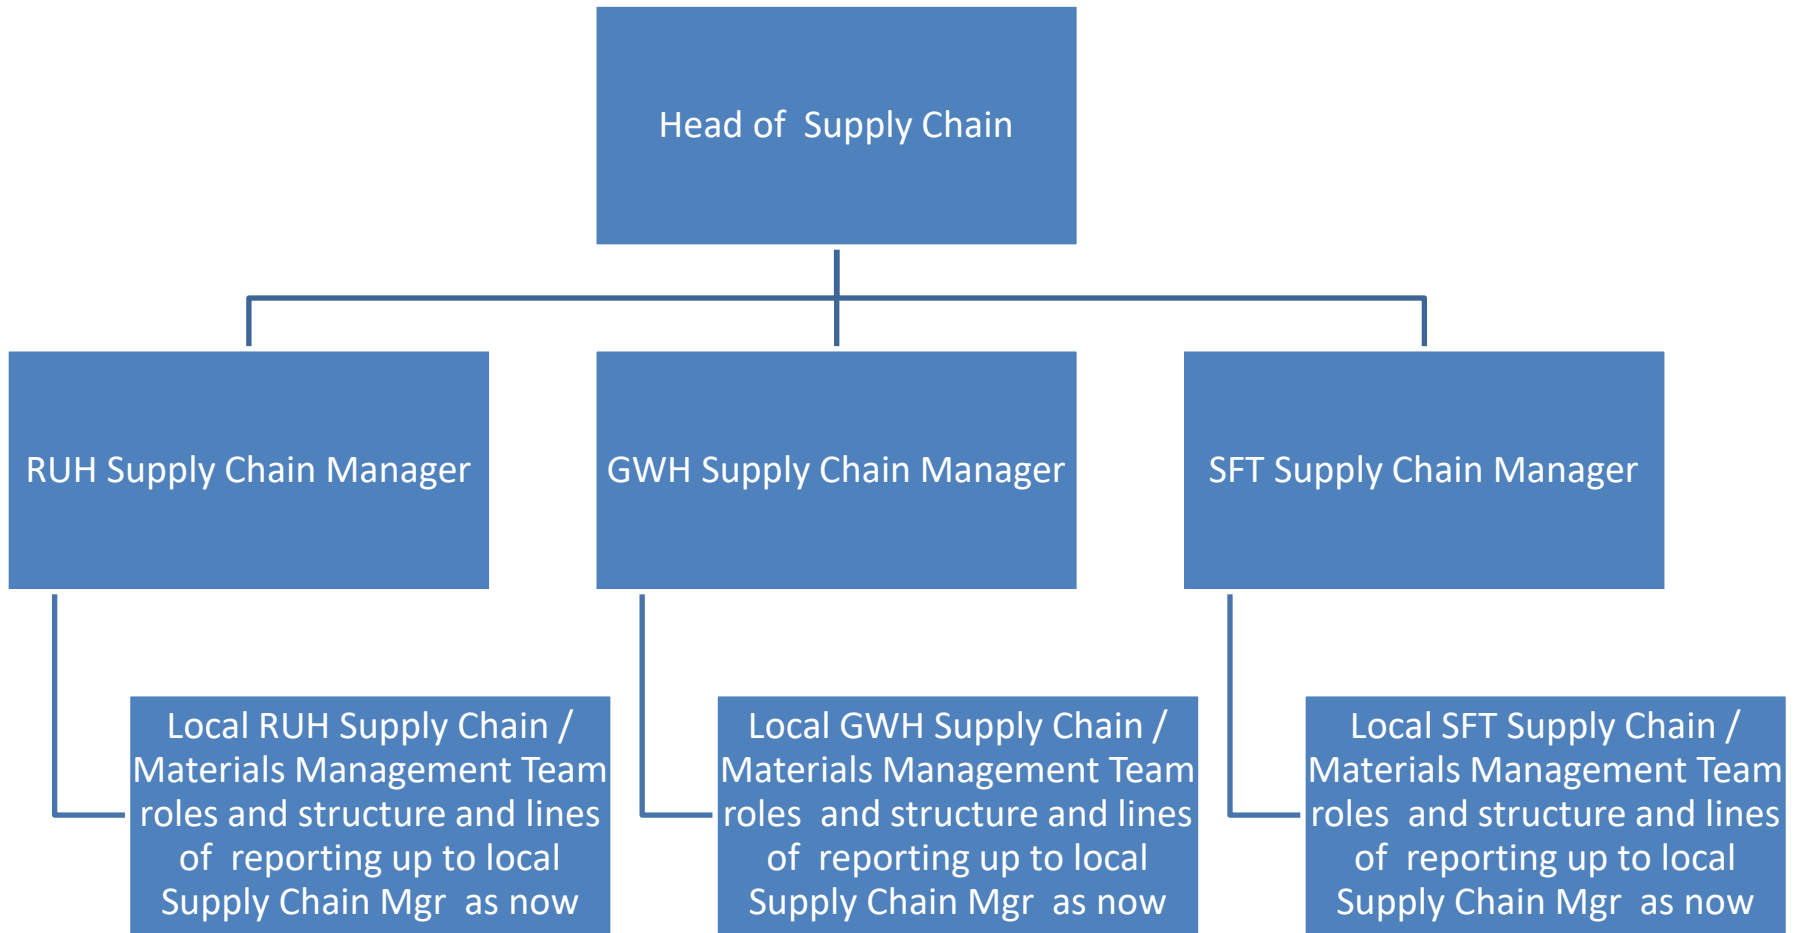 Head of  Supply Chain
RUH Supply Chain Manager
GWH Supply Chain Manager
SFT Supply Chain Manager
Local RUH Supply Chain /
Materials Management Team
roles and structure and lines
of  reporting up to local
Supply Chain Mgr  as now
Local GWH Supply Chain /
Materials Management Team
roles  and structure and lines
of  reporting up to local
Supply Chain Mgr  as now
Local SFT Supply Chain /
Materials Management Team
roles  and structure and lines
of  reporting up to local
Supply Chain Mgr  as now